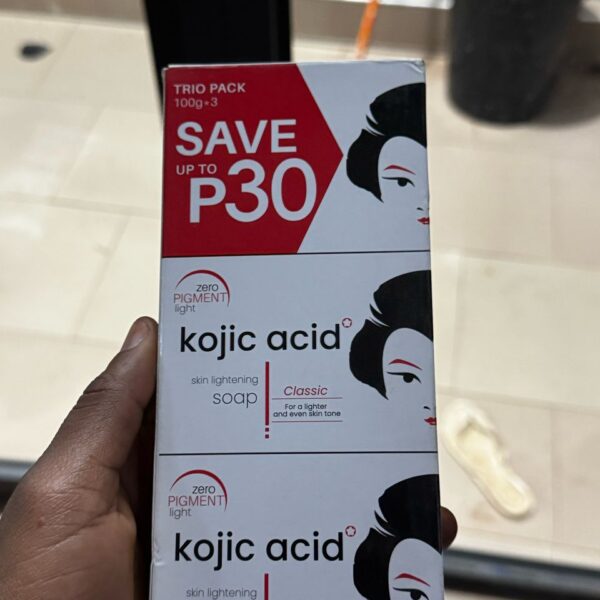 TRIO PACK
100g*3
SAVE
UP TO
P30
zero
PIGMENT
light
kojic acid
skin lightening
soap
Classic
For a lighter
and even skin tone
zero
PIGMENT
light
kojic acid
skin lightening